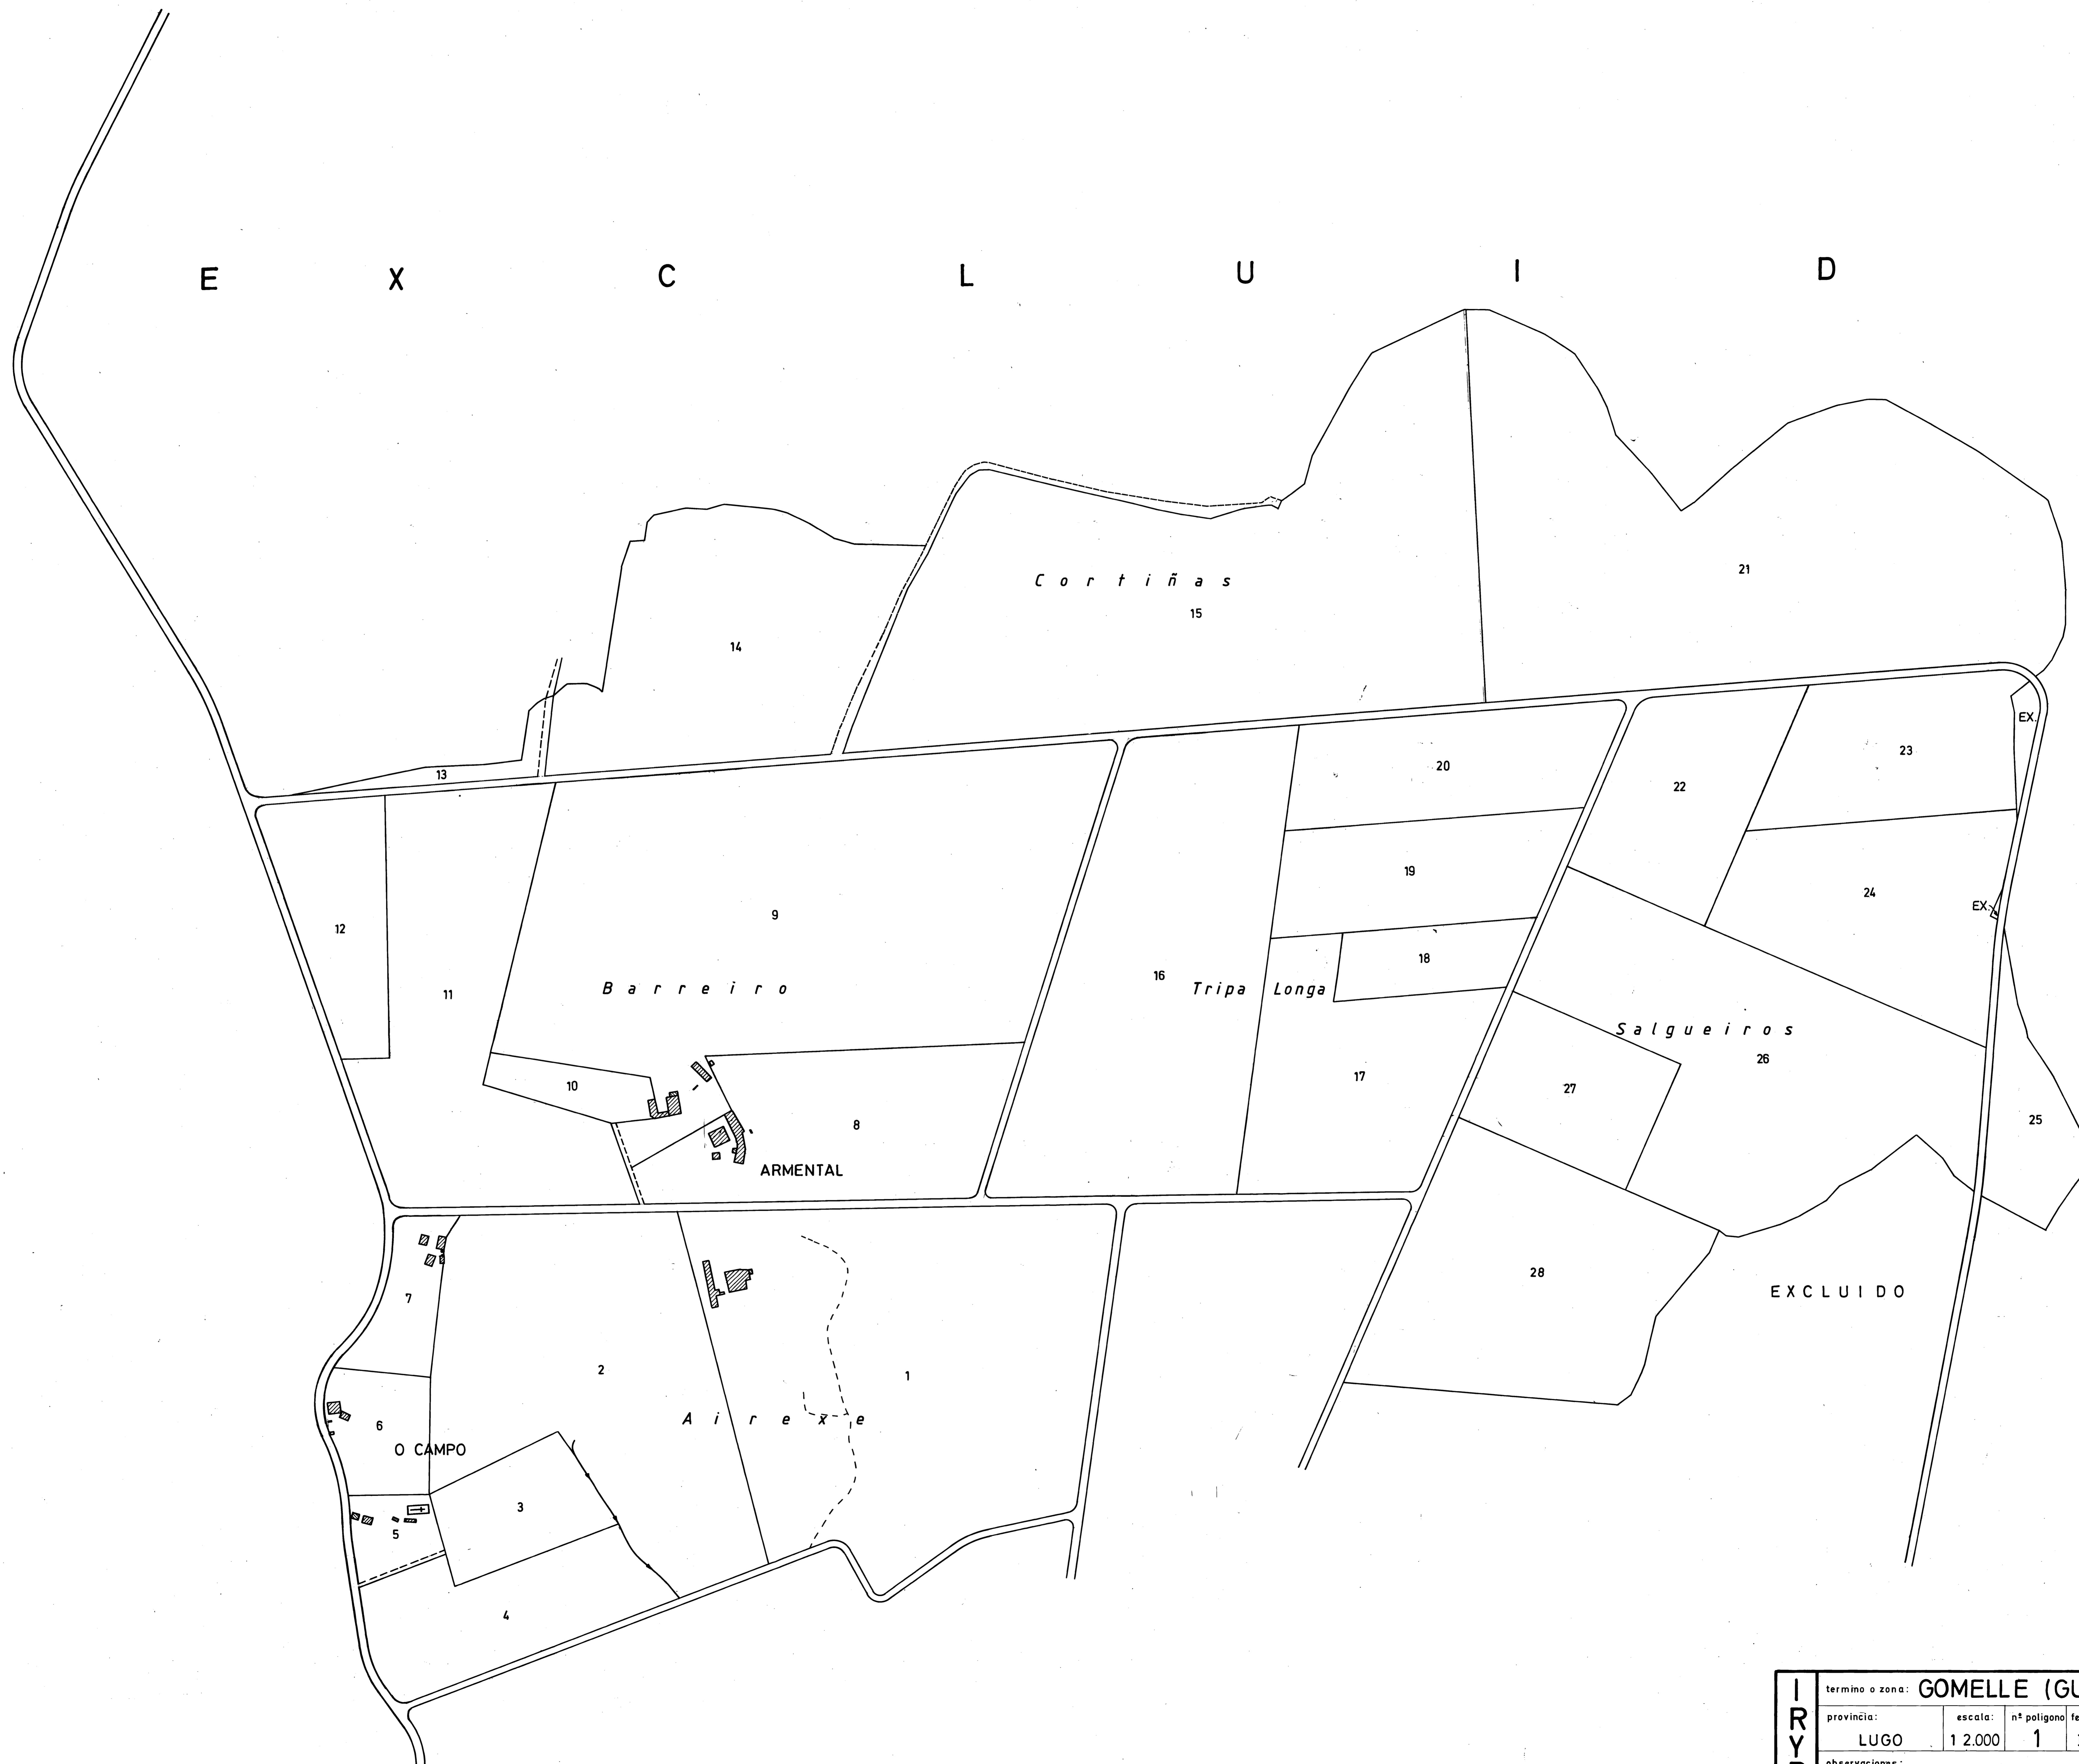 E X C L U I D
21
Cortiñas
15
14
EX.
23
20
13
22
19
24
EX.
9
12
18
16
11
Barreiro
Tripa Longa
Salgueiros
26
17
10
27
25
8
ARMENTAL
28
EXCLUIDO
7
2
1
Airexe
6
O CAMPO
3
5
4
I
R
Y
termino o zona: GOMELLE (GU
provincia: escala: nº poligono fe
LUGO 1 2.000 1
observaciones: